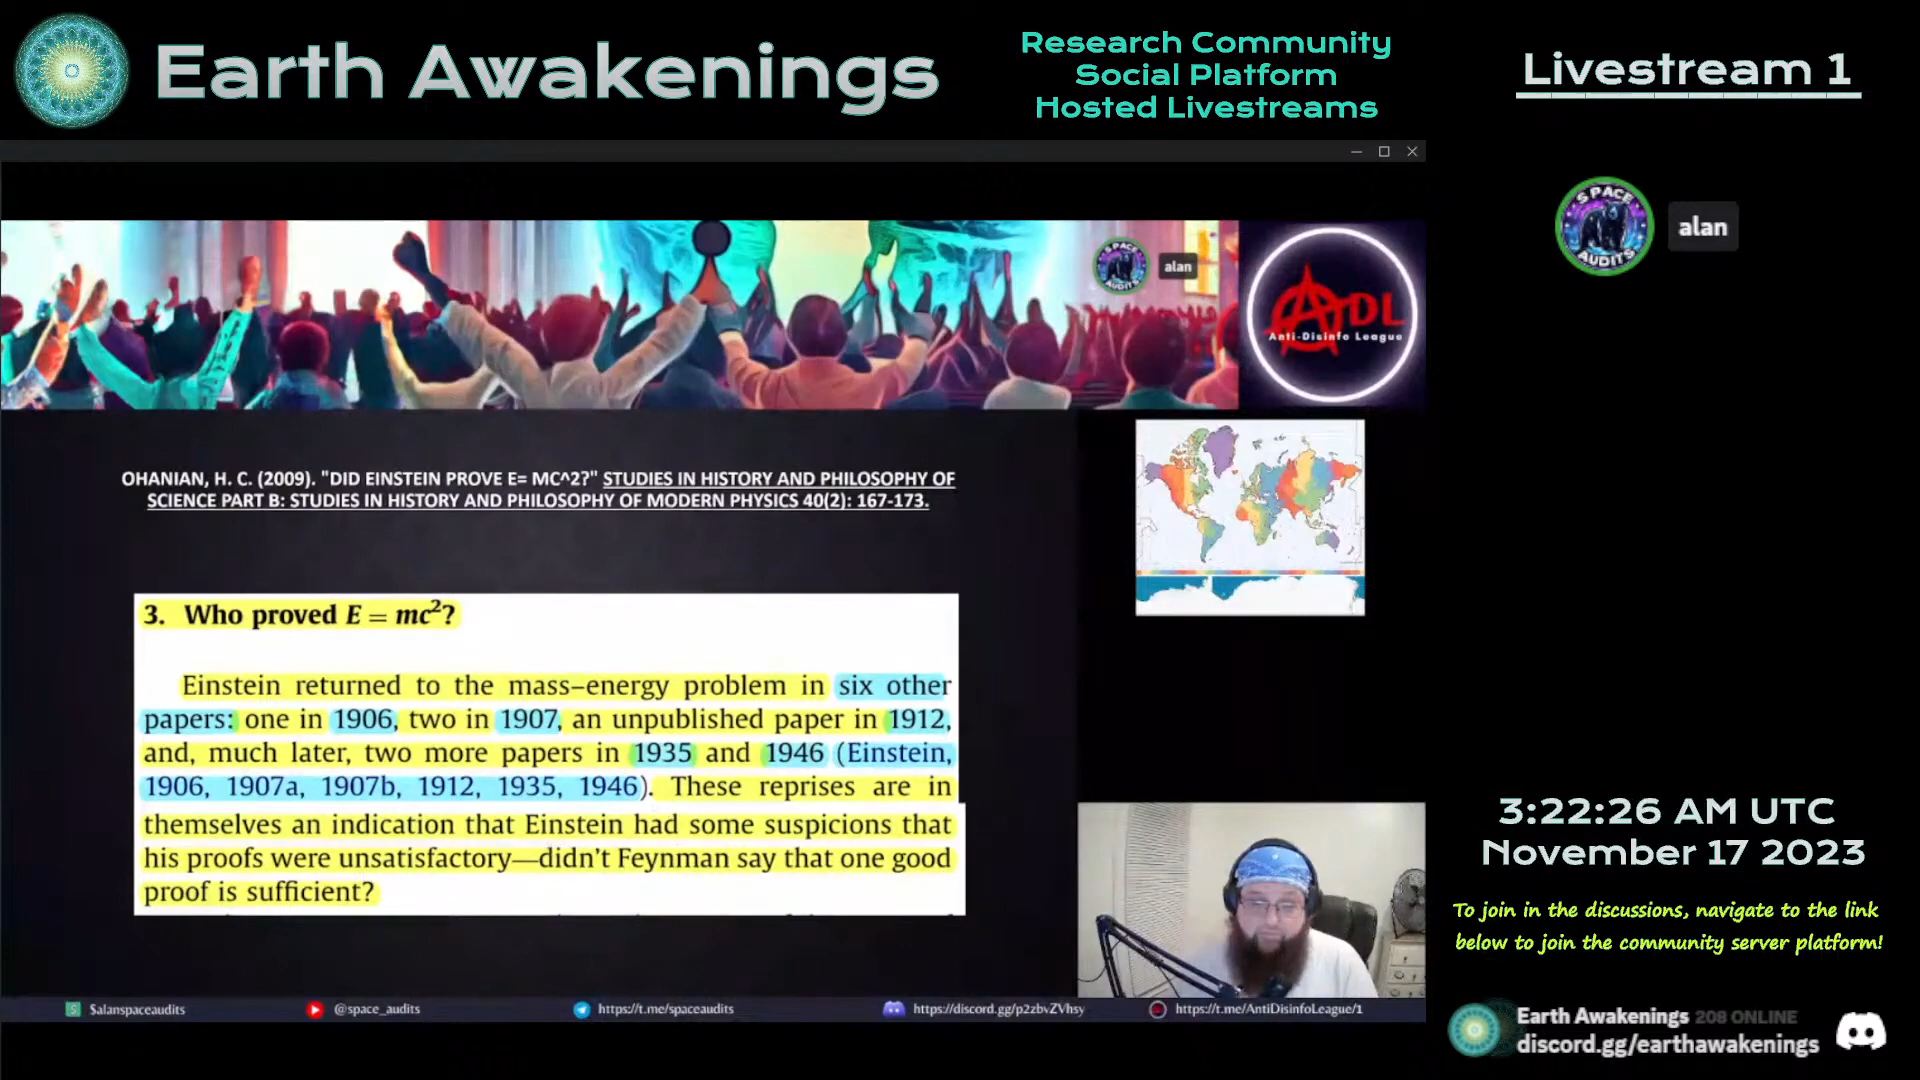 Earth Awakenings
Research Community
Social Platform
Hosted Livestreams
Livestream 1
SPACE
AUDITS
alan
SPACE
AUDITS
alan
ADL
Anti-Disinfo League
OHANIAN, H. C. (2009). "DID EINSTEIN PROVE E= MC^2?" STUDIES IN HISTORY AND PHILOSOPHY OF
SCIENCE PART B: STUDIES IN HISTORY AND PHILOSOPHY OF MODERN PHYSICS 40(2): 167-173.
3. Who proved E = mc²?
Einstein returned to the mass–energy problem in six other
papers: one in 1906, two in 1907, an unpublished paper in 1912,
and, much later, two more papers in 1935 and 1946 (Einstein,
1906, 1907a, 1907b, 1912, 1935, 1946). These reprises are in
themselves an indication that Einstein had some suspicions that
his proofs were unsatisfactory—didn't Feynman say that one good
proof is sufficient?
3:22:26 AM UTC
November 17 2023
To join in the discussions, navigate to the link
below to join the community server platform!
$alanspaceaudits
@space_audits
https://t.me/spaceaudits
https://discord.gg/p2zbvZVhsy
https://t.me/AntiDisinfoLeague/1
Earth Awakenings 208 ONLINE
discord.gg/earthawakenings